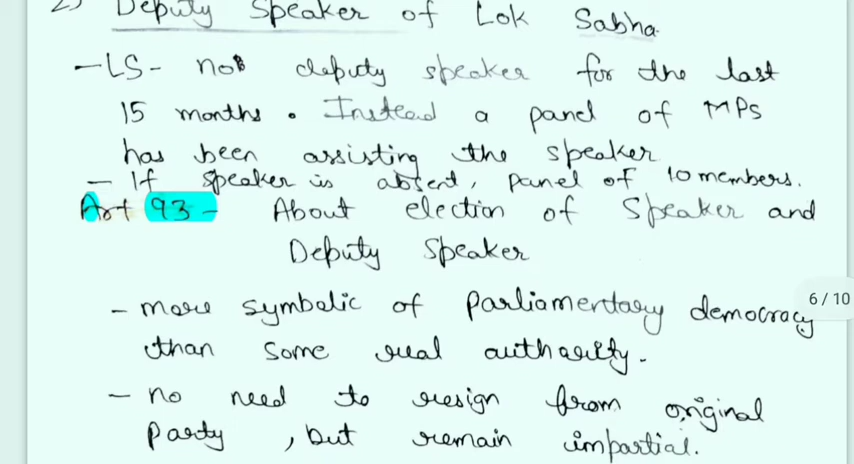 2) Deputy Speaker of Lok Sabha
- LS - no deputy speaker for the last
15 months. Instead a panel of MPs
has been assisting the speaker
- If speaker is absent, panel of 10 members.
Art 93 - About election of Speaker and
Deputy Speaker
- more symbolic of Parliamentary democracy
than some real authority.
- no need to resign from original
party, but remain impartial.
6 / 10